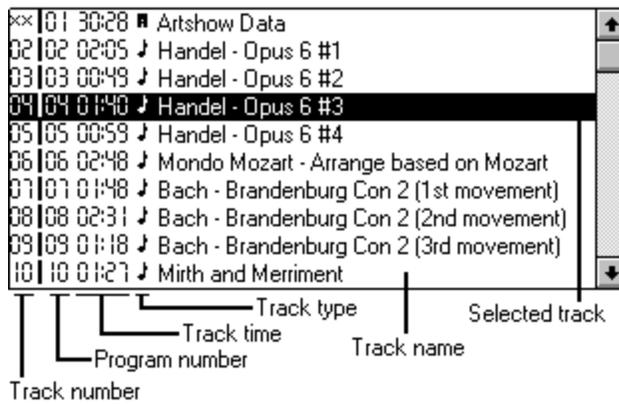 xx 01 30:28 Artshow Data
02 02 02:05 ♪ Handel - Opus 6 #1
03 03 00:49 ♪ Handel - Opus 6 #2
04 04 01:40 ♪ Handel - Opus 6 #3
05 05 00:59 ♪ Handel - Opus 6 #4
06 06 02:48 ♪ Mondo Mozart - Arrange based on Mozart
07 07 01:48 ♪ Bach - Brandenburg Con 2 (1st movement)
08 08 02:31 ♪ Bach - Brandenburg Con 2 (2nd movement)
09 09 01:18 ♪ Bach - Brandenburg Con 2 (3rd movement)
10 10 01:27 ♪ Mirth and Merriment
Track type
Selected track
Track time
Track name
Program number
Track number